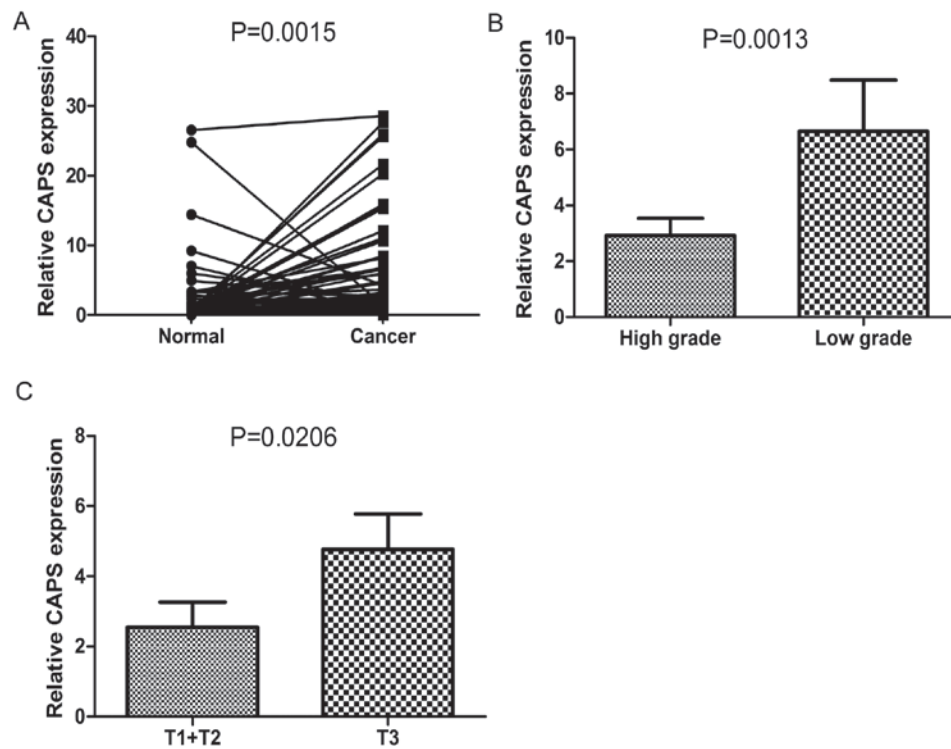 A
P=0.0015
Relative CAPS expression
40
30
20
10
0
Normal
Cancer
B
P=0.0013
Relative CAPS expression
10
8
6
4
2
0
High grade
Low grade
C
P=0.0206
Relative CAPS expression
8
6
4
2
0
T1+T2
T3